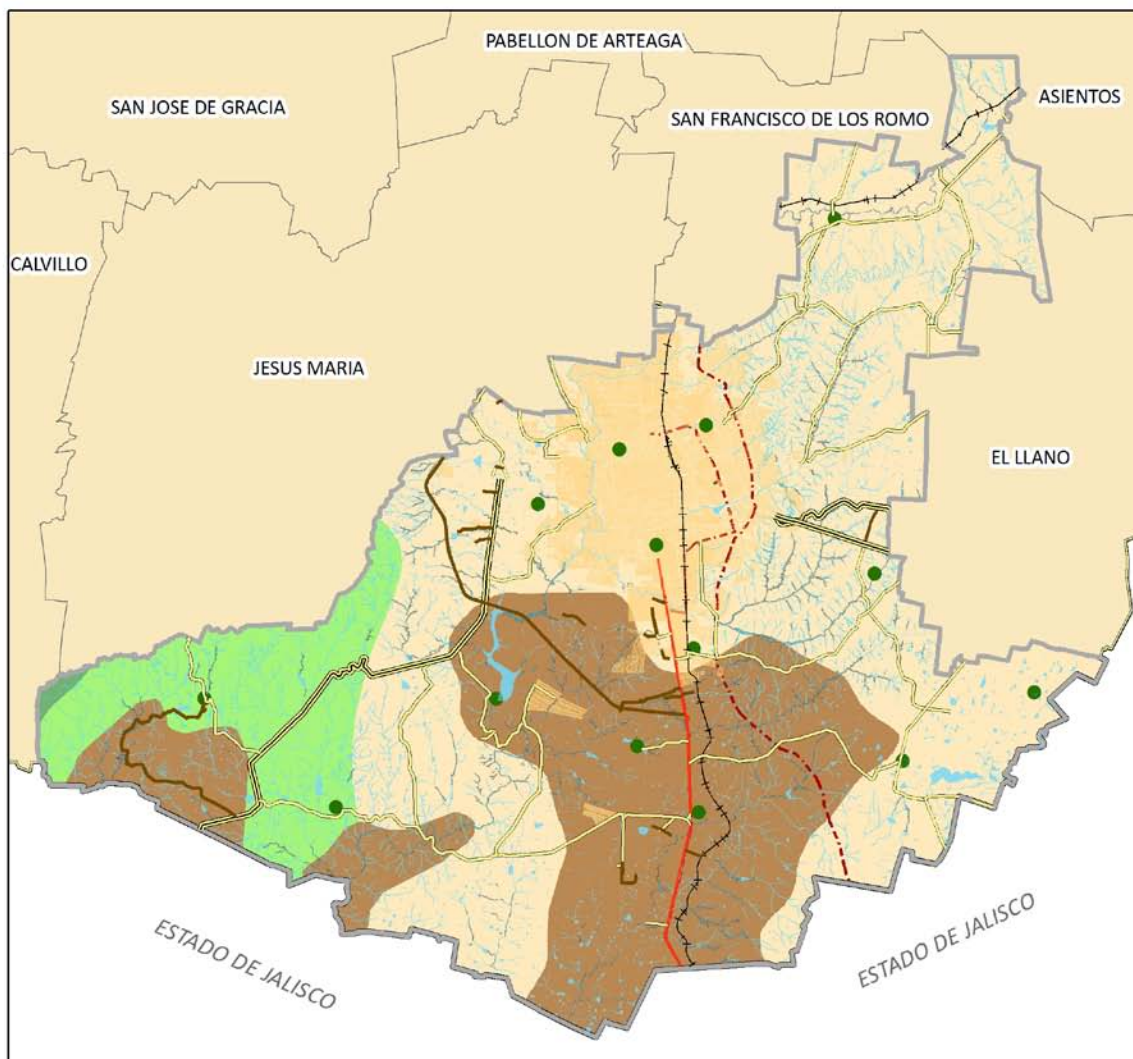 PABELLON DE ARTEAGA
SAN JOSE DE GRACIA
ASIENTOS
SAN FRANCISCO DE LOS ROMO
CALVILLO
JESUS MARIA
EL LLANO
ESTADO DE JALISCO
ESTADO DE JALISCO